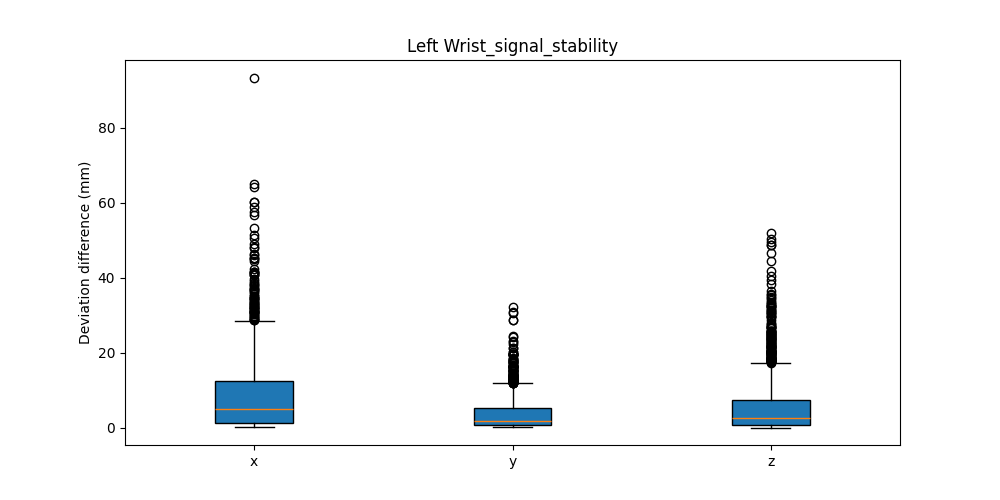 Left Wrist_signal_stability
Deviation difference (mm)
80
60
40
20
0
x y z